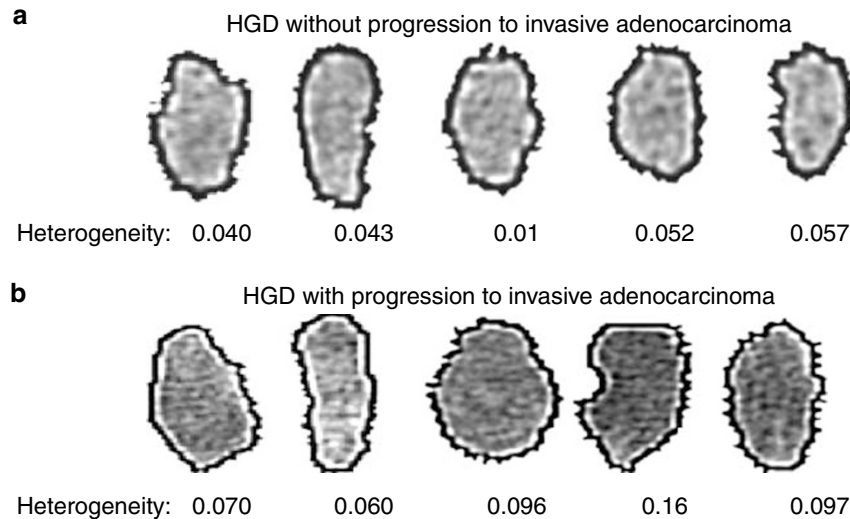 a
HGD without progression to invasive adenocarcinoma
Heterogeneity: 0.040 0.043 0.01 0.052 0.057
b
HGD with progression to invasive adenocarcinoma
Heterogeneity: 0.070 0.060 0.096 0.16 0.097